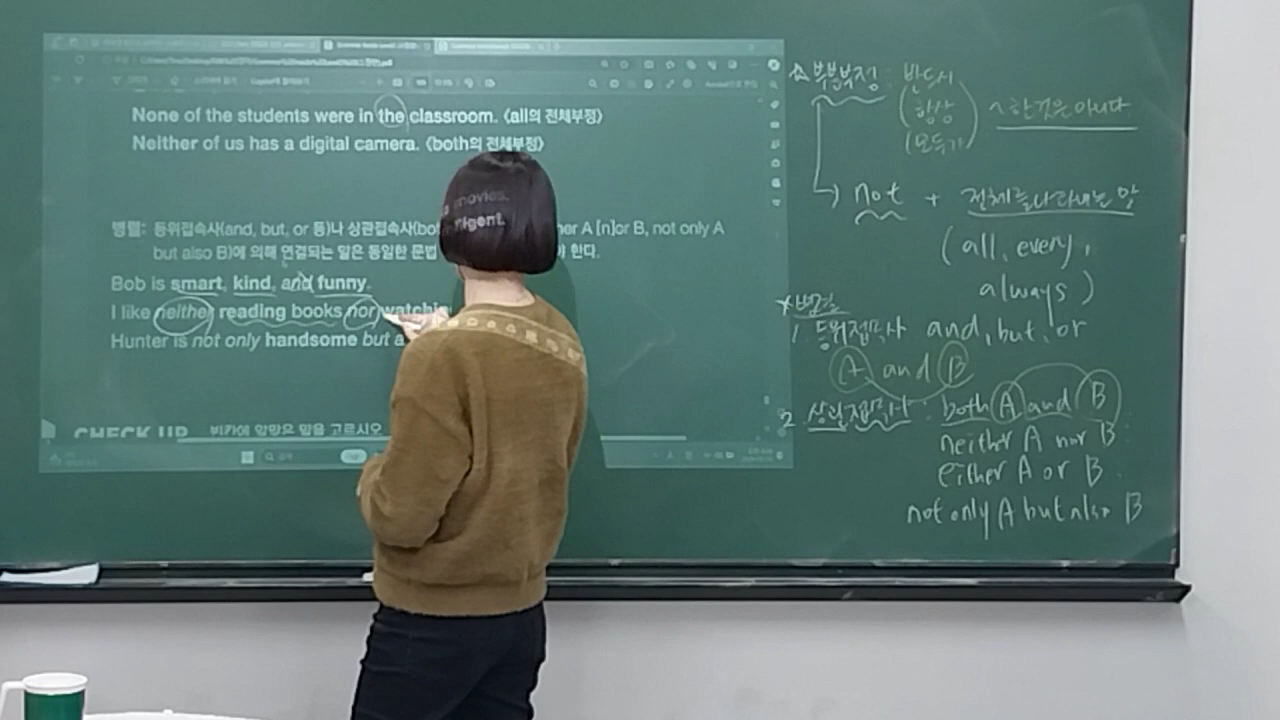 None of the students were in the classroom. 《all의 전체부정》
Neither of us has a digital camera. 《both의 전체부정》
병렬: 등위접속사(and, but, or 등)나 상관접속사(bo her A [n]or B, not only A
but also B)에 의해 연결되는 말은 동일한 문법 한다.
Bob is smart, kind, and funny.
I like neither reading books nor watchi
movies.
Hunter is not only handsome but a
lligent.
CHECK UP 빈칸에 알맞은 말을 고르시오
☆ 부분부정 : 반드시
(항상) ~한것은 아니다
(모두가)
→ not + 전체를 나타내는 말
(all, every,
always)
* 병렬
1. 등위접속사 and, but, or
A and B
2. 상관접속사 both A and B
neither A nor B
either A or B
not only A but also B